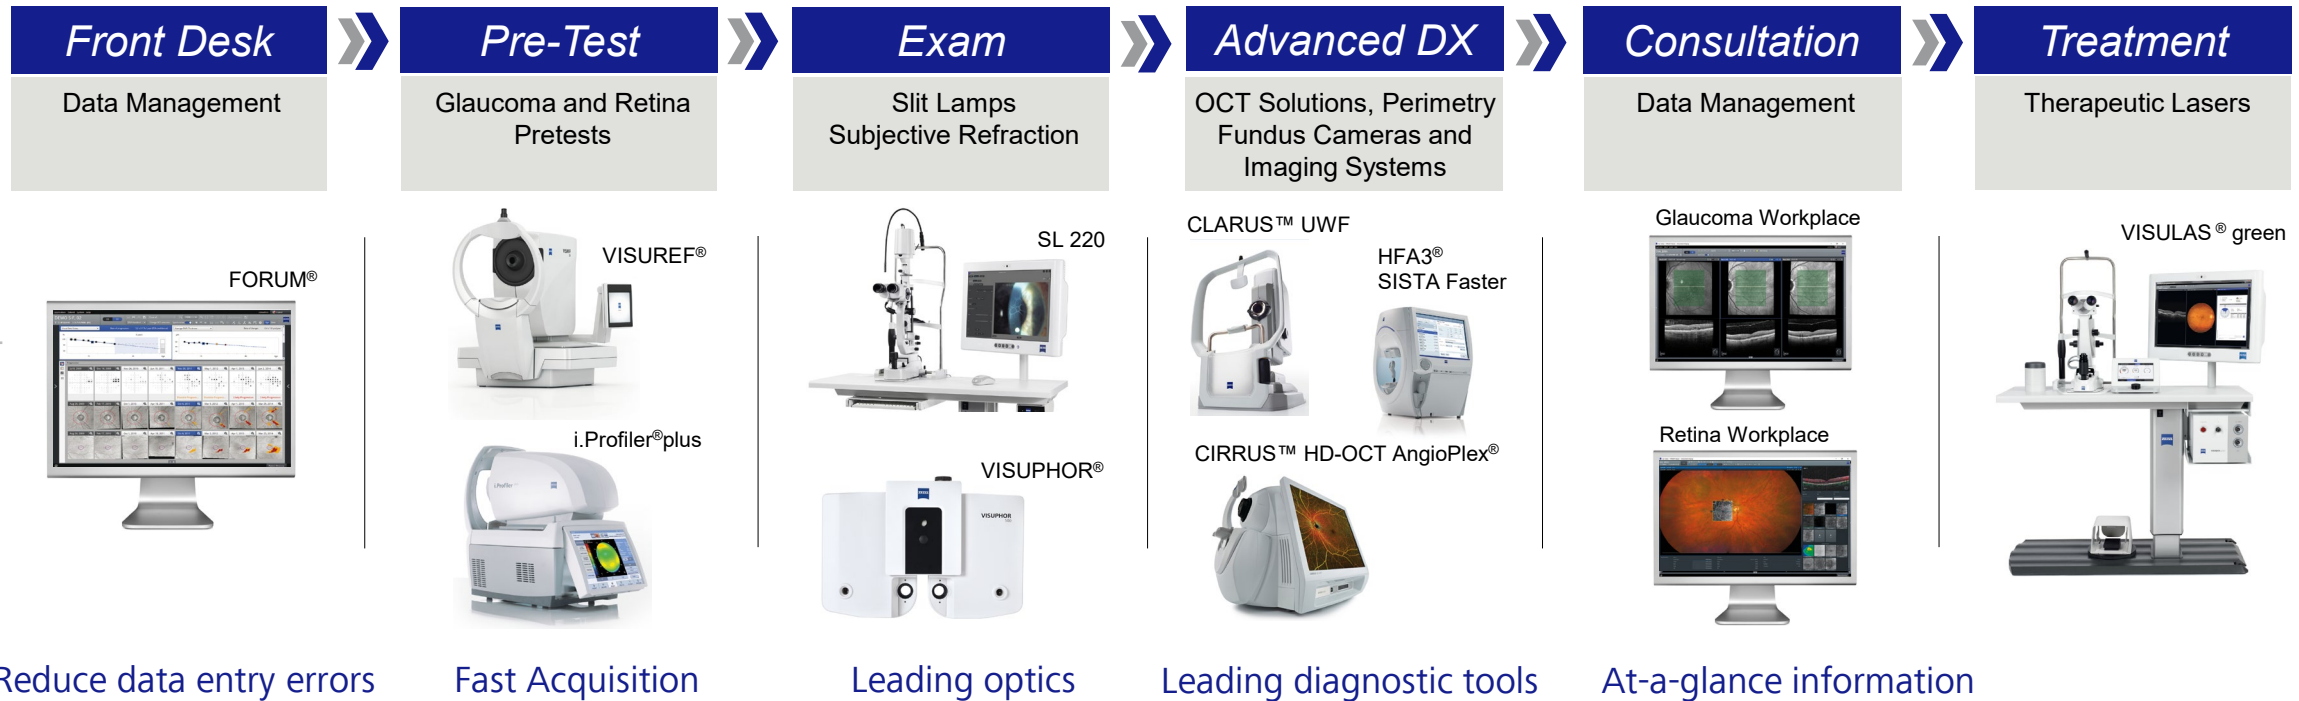 Front Desk
Pre-Test
Exam
Advanced DX
Consultation
Treatment
Data Management
Glaucoma and Retina
Pretests
Slit Lamps
Subjective Refraction
OCT Solutions, Perimetry
Fundus Cameras and
Imaging Systems
Data Management
Therapeutic Lasers
FORUM®
VISUREF®
i.Profiler®plus
SL 220
VISUPHOR®
VISUPHOR
CLARUS™ UWF
HFA3®
SISTA Faster
CIRRUS™ HD-OCT AngioPlex®
Glaucoma Workplace
Retina Workplace
VISULAS ® green
Reduce data entry errors
Fast Acquisition
Leading optics
Leading diagnostic tools
At-a-glance information